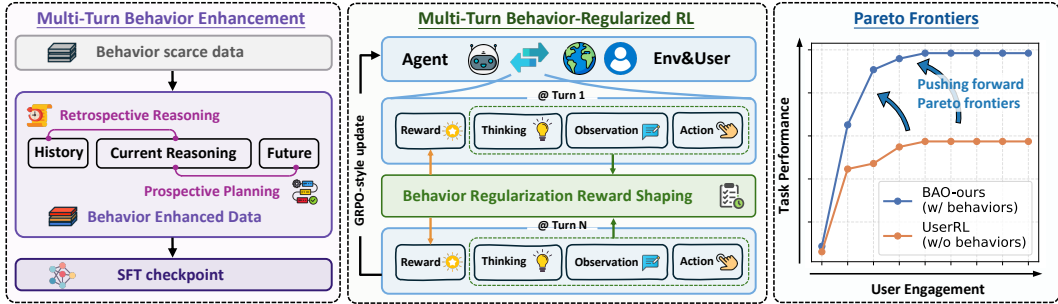 Multi-Turn Behavior Enhancement
Behavior scarce data
Retrospective Reasoning
History
Current Reasoning
Future
Prospective Planning
Behavior Enhanced Data
SFT checkpoint
Multi-Turn Behavior-Regularized RL
GRPO-style update
Agent
Env&User
@ Turn 1
Reward
Thinking
Observation
Action
Behavior Regularization Reward Shaping
@ Turn N
Reward
Thinking
Observation
Action
Pareto Frontiers
Task Performance
Pushing forward
Pareto frontiers
BAO-ours
(w/ behaviors)
UserRL
(w/o behaviors)
User Engagement